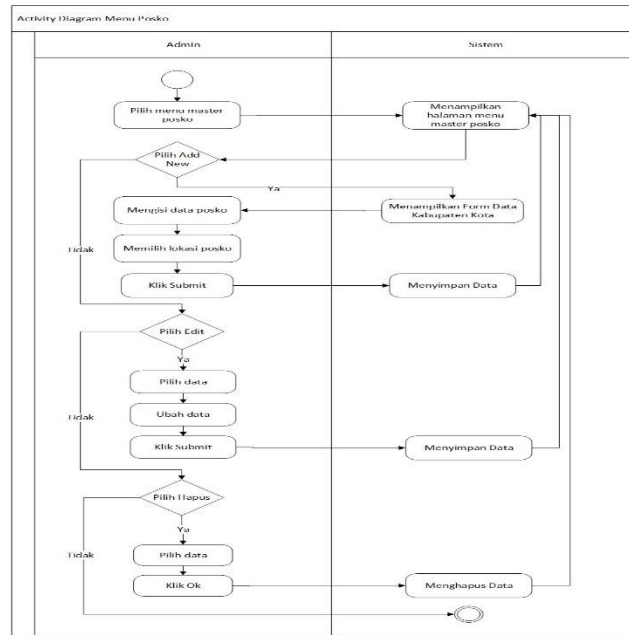 Activity Diagram Menu Posko
Admin
Sistem
Pilih menu master
posko
Menampilkan
halaman menu
master posko
Pilih Add
New
Ya
Mengisi data posko
Menampilkan Form Data
Kabupaten Kota
Memilih lokasi posko
Tidak
Klik Submit
Menyimpan Data
Pilih Edit
Ya
Pilih data
Ubah data
Tidak
Klik Submit
Menyimpan Data
Pilih Hapus
Ya
Tidak
Pilih data
Klik Ok
Menghapus Data